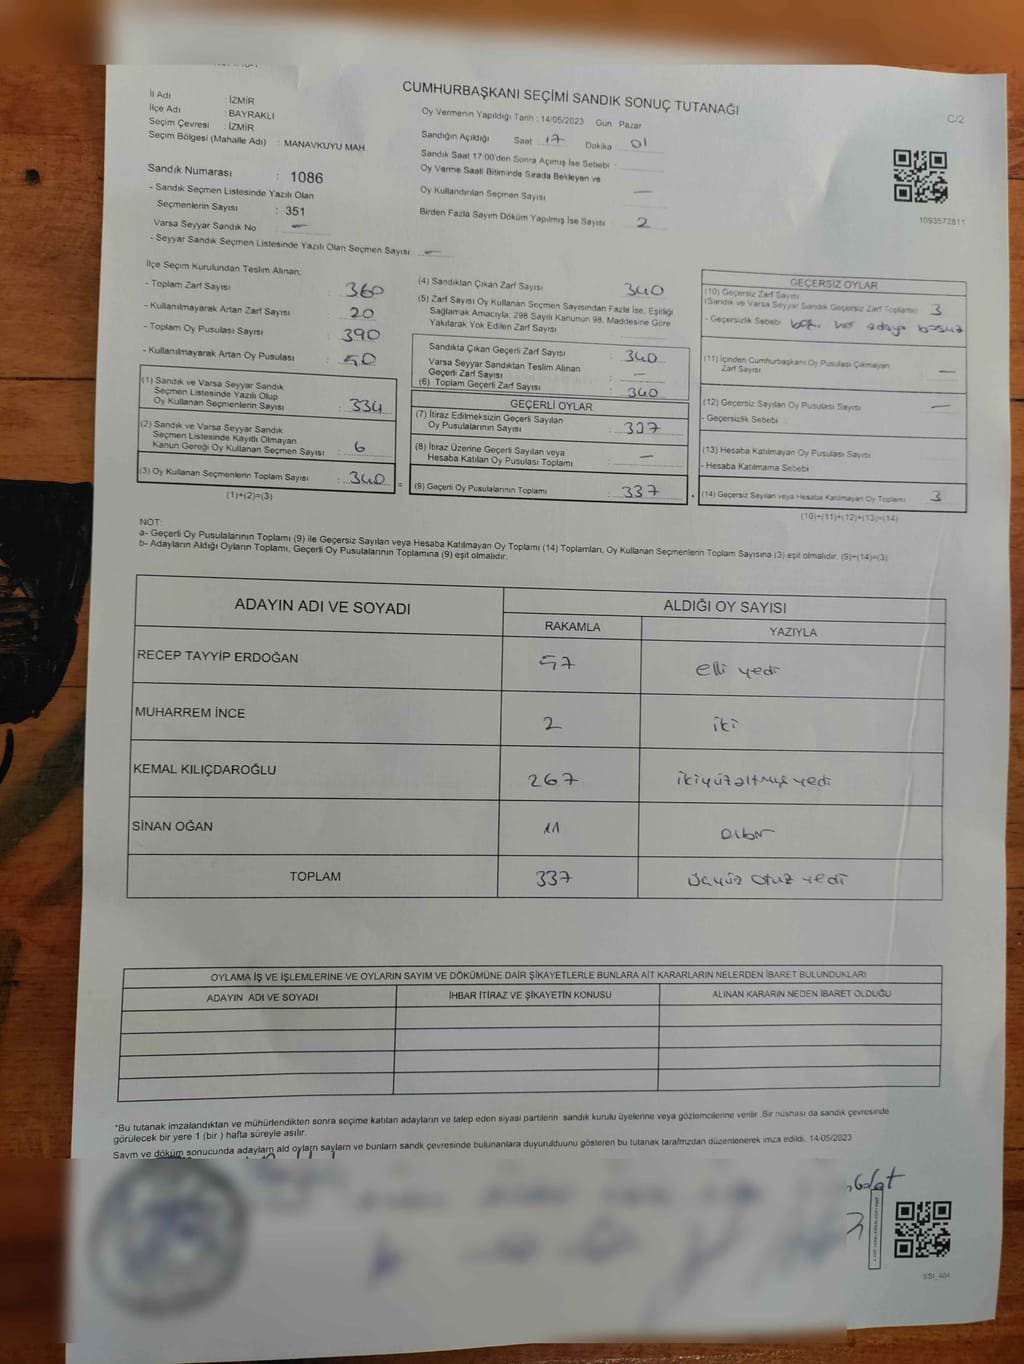 CUMHURBAŞKANI SEÇİMİ SANDIK SONUÇ TUTANAĞI
C/2
İl Adı : İZMİR
İlçe Adı : BAYRAKLI
Seçim Çevresi : İZMİR
Seçim Bölgesi (Mahalle Adı) : MANAVKUYU MAH.
Sandık Numarası : 1086
- Sandık Seçmen Listesinde Yazılı Olan
Seçmenlerin Sayısı : 351
Varsa Seyyar Sandık No : —
- Seyyar Sandık Seçmen Listesinde Yazılı Olan Seçmen Sayısı: —
Oy Vermenin Yapıldığı Tarih : 14/05/2023 Gün : Pazar
Sandığın Açıldığı Saat : 17 Dakika : 01
Sandık Saat 17:00'den Sonra Açımış İse Sebebi :
Oy Verme Saati Bitiminde Sırada Bekleyen ve
Oy Kullandırılan Seçmen Sayısı —
Birden Fazla Sayım Döküm Yapılmış İse Sayısı 2
1093572811
İlçe Seçim Kurulundan Teslim Alınan;
- Toplam Zarf Sayısı : 360
- Kullanılmayarak Artan Zarf Sayısı : 20
- Toplam Oy Pusulası Sayısı : 390
- Kullanılmayarak Artan Oy Pusulası : 50
(1) Sandık ve Varsa Seyyar Sandık
Seçmen Listesinde Yazılı Olup
Oy Kullanan Seçmenlerin Sayısı : 334
(2) Sandık ve Varsa Seyyar Sandık
Seçmen Listesinde Kayıtlı Olmayan
Kanun Gereği Oy Kullanan Seçmen Sayısı : 6
(3) Oy Kullanan Seçmenlerin Toplam Sayısı : 340 =
(1)+(2)=(3)
(4) Sandıktan Çıkan Zarf Sayısı : 340
(5) Zarf Sayısı Oy Kullanan Seçmen Sayısından Fazla İse, Eşitliği
Sağlamak Amacıyla; 298 Sayılı Kanunun 98. Maddesine Göre
Yakılarak Yok Edilen Zarf Sayısı
Sandıkta Çıkan Geçerli Zarf Sayısı : 340
Varsa Seyyar Sandıktan Teslim Alınan
Geçerli Zarf Sayısı : —
(6) Toplam Geçerli Zarf Sayısı : 340
GEÇERLİ OYLAR
(7) İtiraz Edilmeksizin Geçerli Sayılan
Oy Pusulalarının Sayısı : 337
(8) İtiraz Üzerine Geçerli Sayılan veya
Hesaba Katılan Oy Pusulası Toplamı : —
(9) Geçerli Oy Pusulalarının Toplamı : 337 +
GEÇERSİZ OYLAR
(10) Geçersiz Zarf Sayısı
(Sandık ve Varsa Seyyar Sandık Geçersiz Zarf Toplamı) : 3
- Geçersizlik Sebebi : adaya
(11) İçinden Cumhurbaşkanı Oy Pusulası Çıkmayan
Zarf Sayısı : —
(12) Geçersiz Sayılan Oy Pusulası Sayısı : —
- Geçersizlik Sebebi :
(13) Hesaba Katılmayan Oy Pusulası Sayısı :
- Hesaba Katılmama Sebebi
(14) Geçersiz Sayılan veya Hesaba Katılmayan Oy Toplamı : 3
(10)+(11)+(12)+(13)=(14)
NOT:
a- Geçerli Oy Pusulalarının Toplamı (9) ile Geçersiz Sayılan veya Hesaba Katılmayan Oy Toplamı (14) Toplamları, Oy Kullanan Seçmenlerin Toplam Sayısına (3) eşit olmalıdır. (9)+(14)=(3)
b- Adayların Aldığı Oyların Toplamı, Geçerli Oy Pusulalarının Toplamına (9) eşit olmalıdır.
ADAYIN ADI VE SOYADI
ALDIĞI OY SAYISI
RAKAMLA YAZIYLA
RECEP TAYYİP ERDOĞAN 57 elli yedi
MUHARREM İNCE 2 iki
KEMAL KILIÇDAROĞLU 267 ikiyüzaltmış yedi
SİNAN OĞAN 11 onbir
TOPLAM 337 üçyüz otuz yedi
OYLAMA İŞ VE İŞLEMLERİNE VE OYLARIN SAYIM VE DÖKÜMÜNE DAİR ŞİKAYETLERLE BUNLARA AİT KARARLARIN NELERDEN İBARET BULUNDUKLARI
ADAYIN ADI VE SOYADI İHBAR İTİRAZ VE ŞİKAYETİN KONUSU ALINAN KARARIN NEDEN İBARET OLDUĞU
*Bu tutanak imzalandıktan ve mühürlendikten sonra seçime katılan adayların ve talep eden siyasi partilerin sandık kurulu üyelerine veya gözlemcilerine verilir .Bir nüshası da sandık çevresinde
görülecek bir yere 1 (bir ) hafta süreyle asılır.
Saym ve döküm sonucunda adaylarn ald oylarn saylarn ve bunlarn sandk çevresinde bulunanlara duyurulduunu gösteren bu tutanak tarafmzdan düzenlenerek imza edildi. 14/05/2023
SSI_404